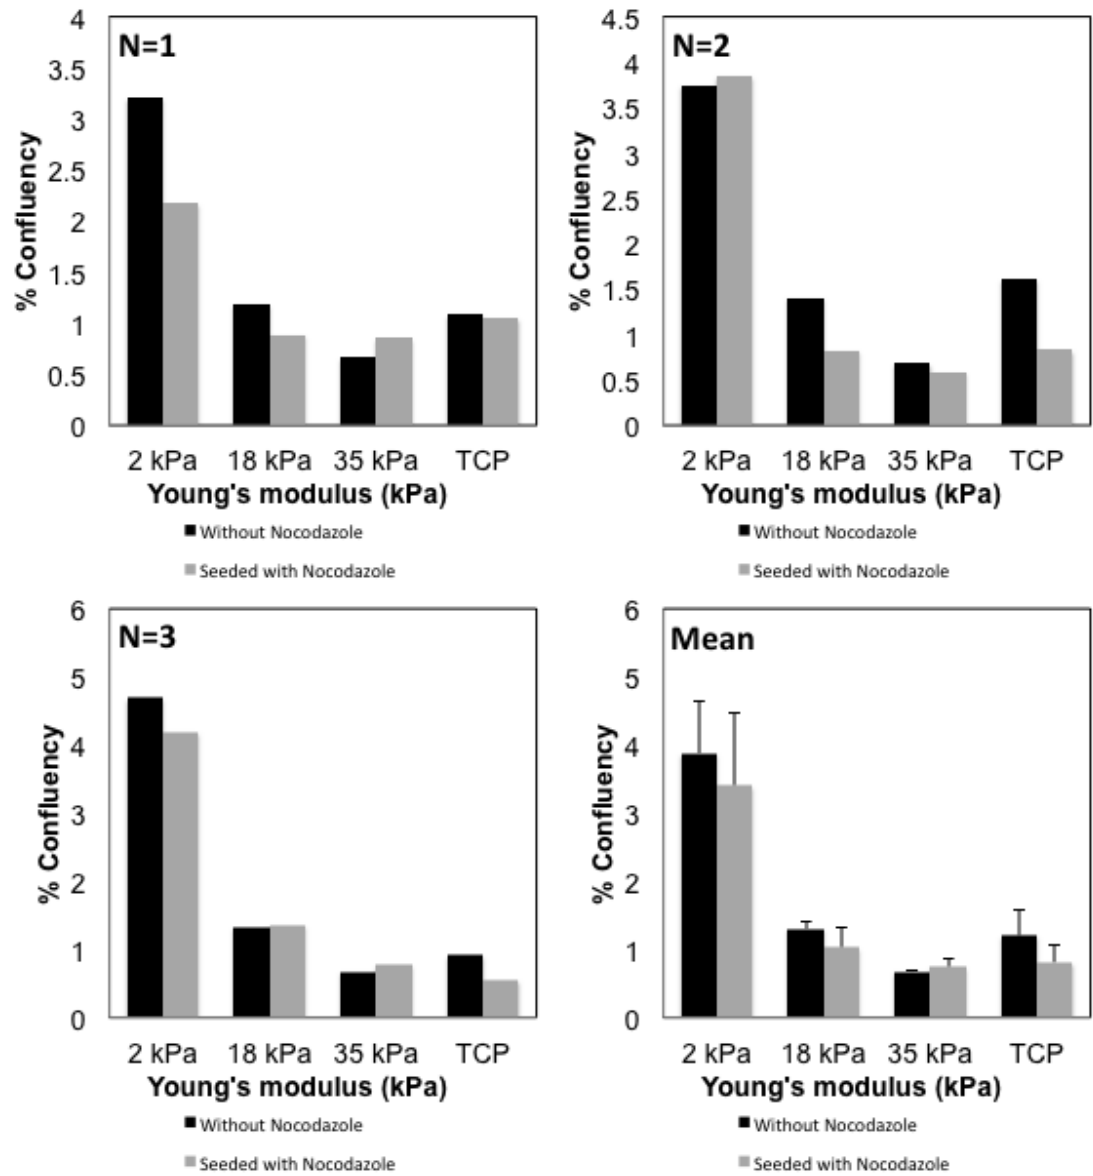 N=1
4
3.5
3
2.5
2
1.5
1
0.5
0
% Confluency
2 kPa 18 kPa 35 kPa TCP
Young's modulus (kPa)
Without Nocodazole
Seeded with Nocodazole
N=2
4.5
4
3.5
3
2.5
2
1.5
1
0.5
0
% Confluency
2 kPa 18 kPa 35 kPa TCP
Young's modulus (kPa)
Without Nocodazole
Seeded with Nocodazole
N=3
6
5
4
3
2
1
0
% Confluency
2 kPa 18 kPa 35 kPa TCP
Young's modulus (kPa)
Without Nocodazole
Seeded with Nocodazole
Mean
6
5
4
3
2
1
0
% Confluency
2 kPa 18 kPa 35 kPa TCP
Young's modulus (kPa)
Without Nocodazole
Seeded with Nocodazole